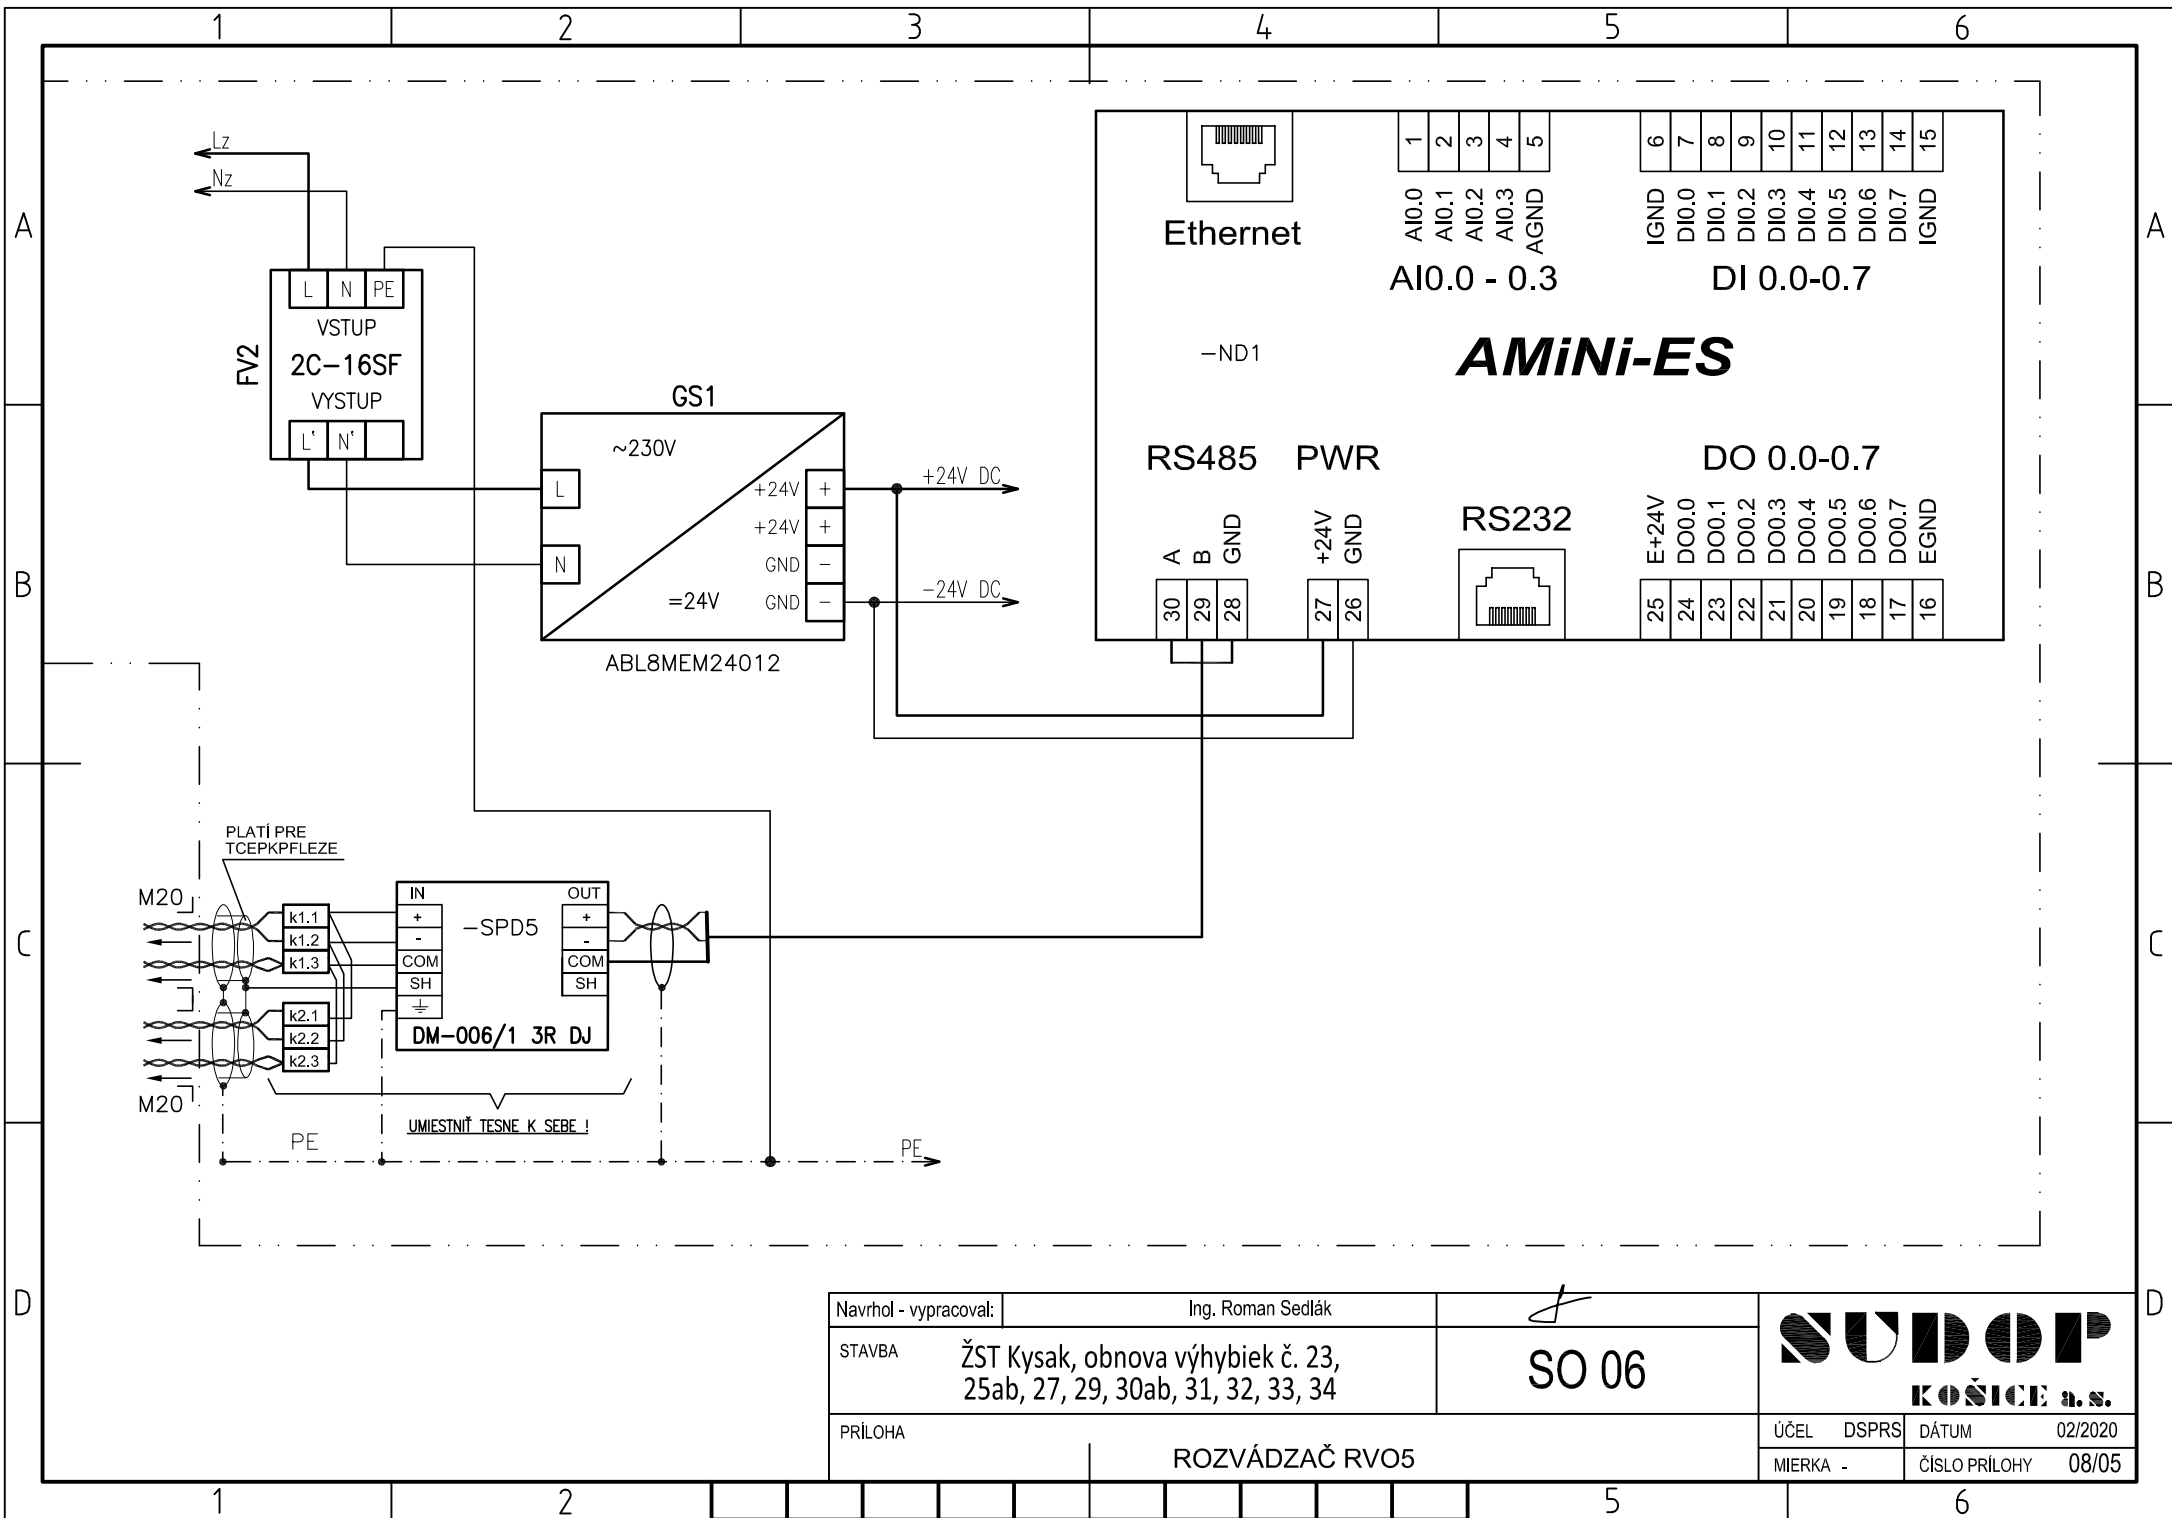 1 2 3 4 5 6
A
B
C
D
A
B
C
D
Lz
Nz
L N PE
VSTUP
FV2
2C-16SF
VYSTUP
L' N'
GS1
~230V
L
N
+24V +
+24V +
GND -
GND -
=24V
ABL8MEM24012
+24V DC
-24V DC
Ethernet
1 2 3 4 5
AI0.0 AI0.1 AI0.2 AI0.3 AGND
AI0.0 - 0.3
6 7 8 9 10 11 12 13 14 15
IGND DI0.0 DI0.1 DI0.2 DI0.3 DI0.4 DI0.5 DI0.6 DI0.7 IGND
DI 0.0-0.7
-ND1
AMiNi-ES
RS485
A B GND
30 29 28
PWR
+24V GND
27 26
RS232
DO 0.0-0.7
E+24V DO0.0 DO0.1 DO0.2 DO0.3 DO0.4 DO0.5 DO0.6 DO0.7 EGND
25 24 23 22 21 20 19 18 17 16
PLATÍ PRE
TCEPKPFLEZE
M20
k1.1
k1.2
k1.3
k2.1
k2.2
k2.3
M20
IN OUT
-SPD5
+ +
- -
COM COM
SH SH
DM-006/1 3R DJ
UMIESTNIŤ TESNE K SEBE !
PE
PE
Navrhol - vypracoval: Ing. Roman Sedlák
STAVBA
ŽST Kysak, obnova výhybiek č. 23,
25ab, 27, 29, 30ab, 31, 32, 33, 34
SO 06
PRÍLOHA
ROZVÁDZAČ RVO5
SUDOP
KOŠICE a. s.
ÚČEL DSPRS
DÁTUM 02/2020
MIERKA -
ČÍSLO PRÍLOHY 08/05
1 2 5 6